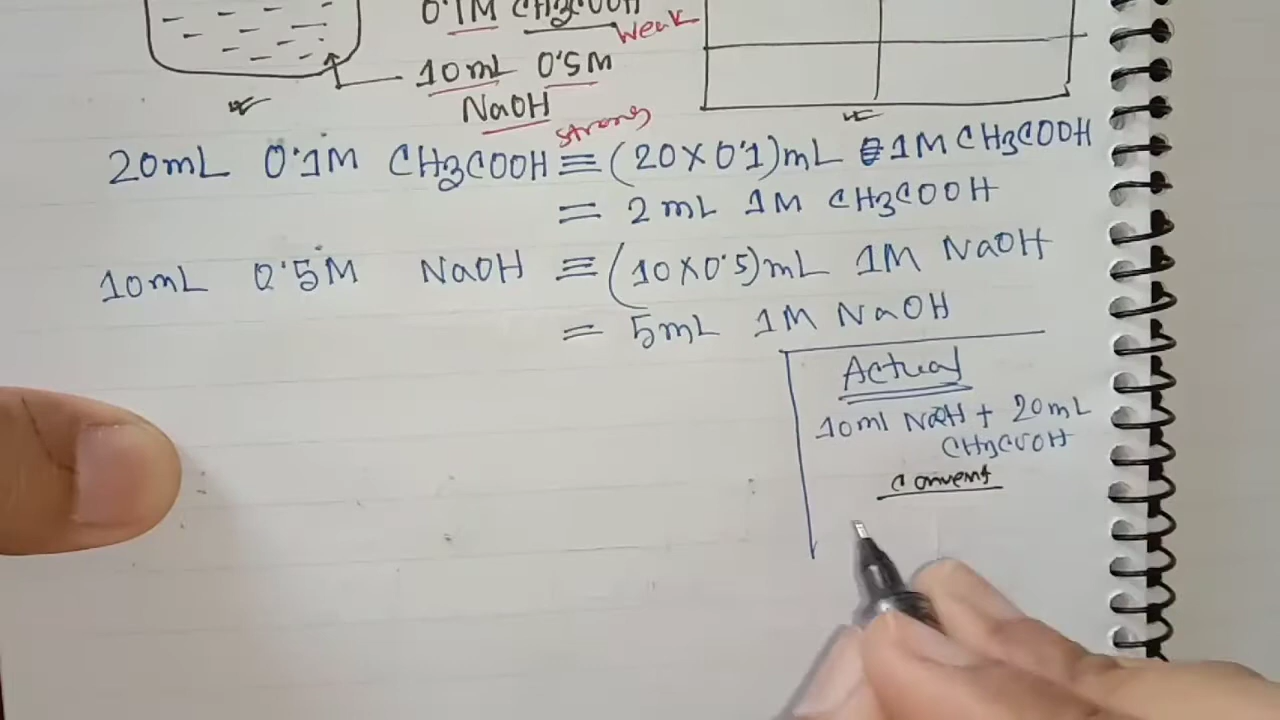 0.1M CH3COOH
Weak
10mL 0.5M
NaOH
Strong
20mL 0.1M CH3COOH ≡ (20×0.1)mL 1M CH3COOH
= 2mL 1M CH3COOH
10mL 0.5M NaOH ≡ (10×0.5)mL 1M NaOH
= 5mL 1M NaOH
Actual
10ml NaOH + 20mL
CH3COOH
Convent